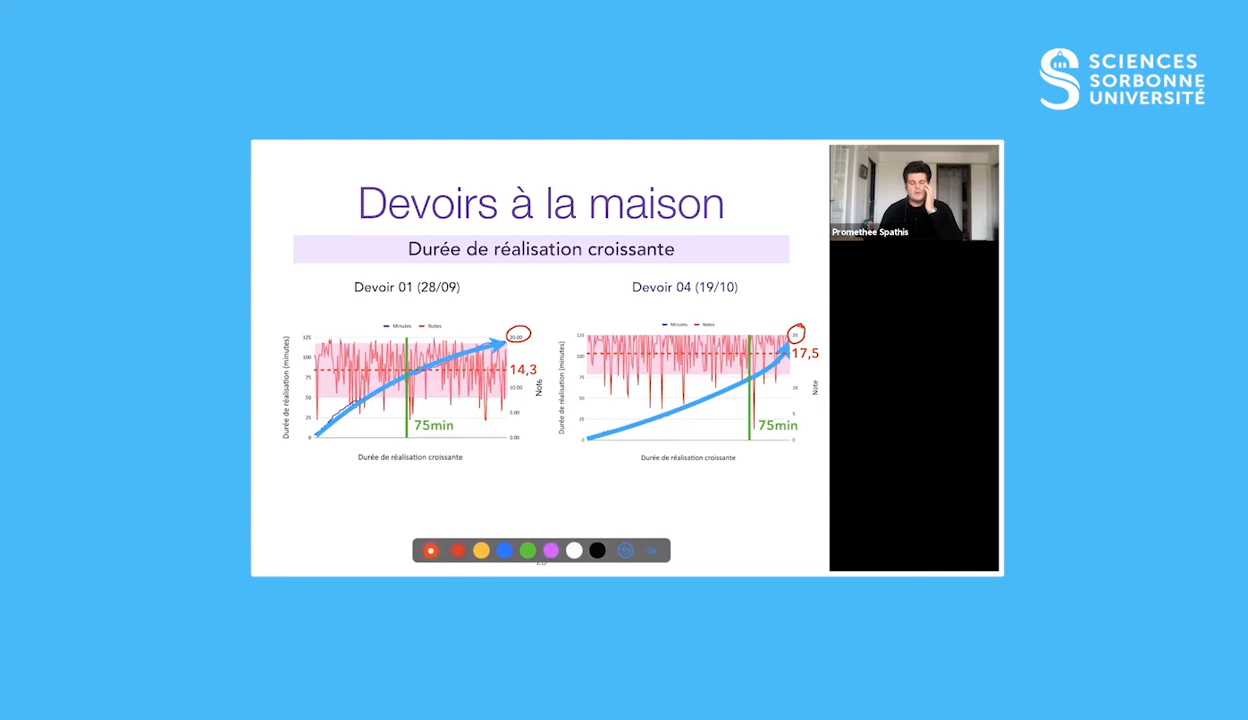 SCIENCES
SORBONNE
UNIVERSITÉ
Devoirs à la maison
Durée de réalisation croissante
Devoir 01 (28/09)
Minutes Notes
Durée de réalisation (minutes)
125
100
75
50
25
0
20.00
14,3
10.00
5.00
0.00
Note
75min
Durée de réalisation croissante
Devoir 04 (19/10)
Minutes Notes
Durée de réalisation (minutes)
125
100
75
50
25
0
20
17,5
10
5
0
Note
75min
Durée de réalisation croissante
Promethee Spathis